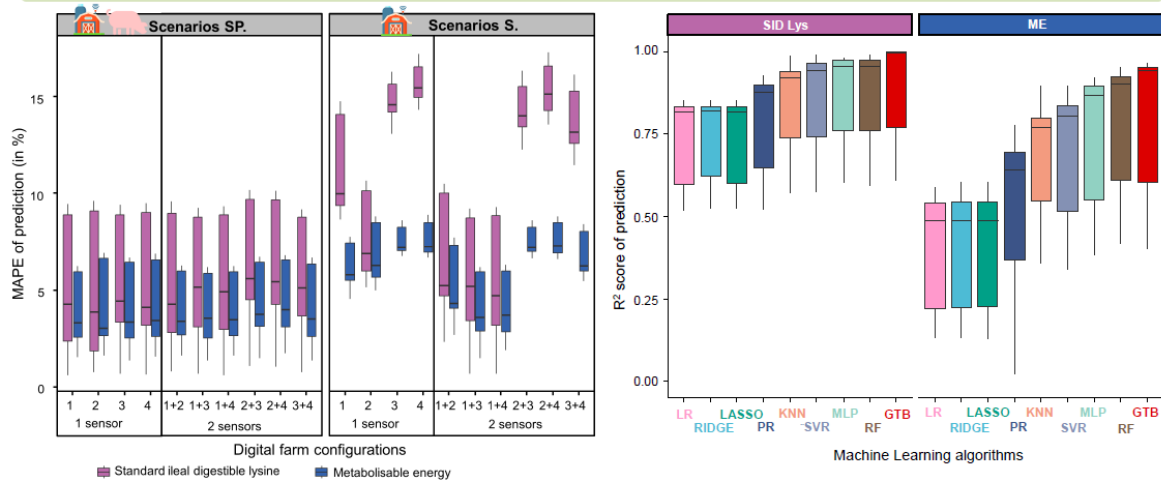 Scenarios SP.
Scenarios S.
MAPE of prediction (in %)
15
10
5
0
1 2 3 4 1+2 1+3 1+4 2+3 2+4 3+4
1 sensor 2 sensors
1 2 3 4 1+2 1+3 1+4 2+3 2+4 3+4
1 sensor 2 sensors
Digital farm configurations
Standard ileal digestible lysine Metabolisable energy
SID Lys
ME
R² score of prediction
1.00
0.75
0.50
0.25
0.00
LR LASSO KNN MLP GTB
RIDGE PR SVR RF
LR LASSO KNN MLP GTB
RIDGE PR SVR RF
Machine Learning algorithms